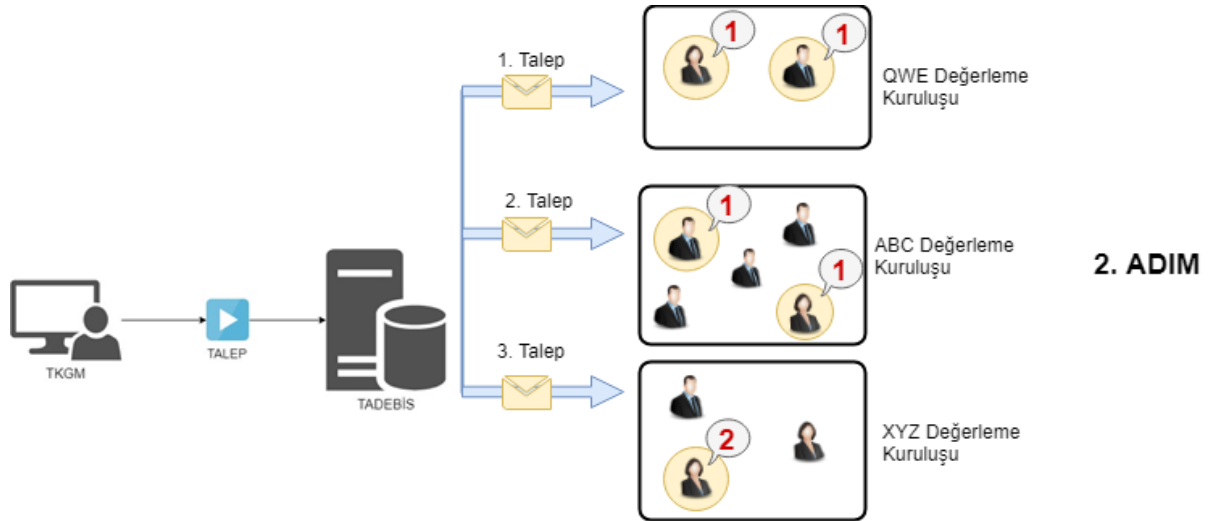 1. Talep
1
1
QWE Değerleme
Kuruluşu
2. Talep
1
1
ABC Değerleme
Kuruluşu
2. ADIM
TKGM
TALEP
TADEBİS
3. Talep
2
XYZ Değerleme
Kuruluşu